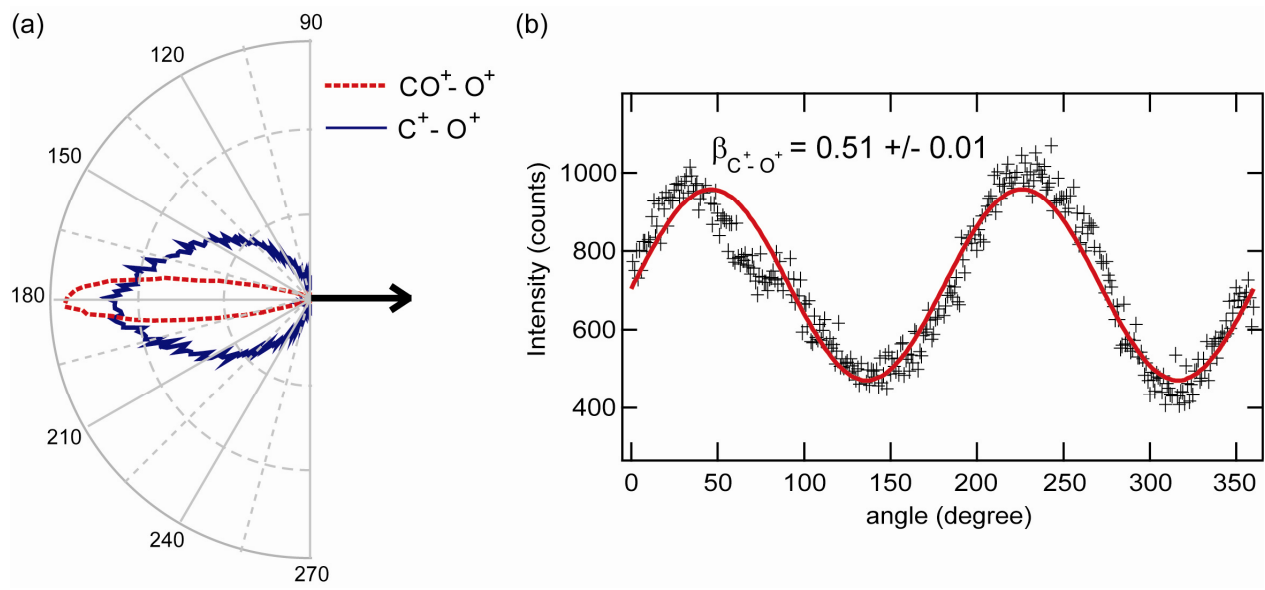 (a)
90
120
150
180
210
240
270
CO+- O+
C+- O+
(b)
βC+- O+ = 0.51 +/- 0.01
Intensity (counts)
1000
800
600
400
0 50 100 150 200 250 300 350
angle (degree)